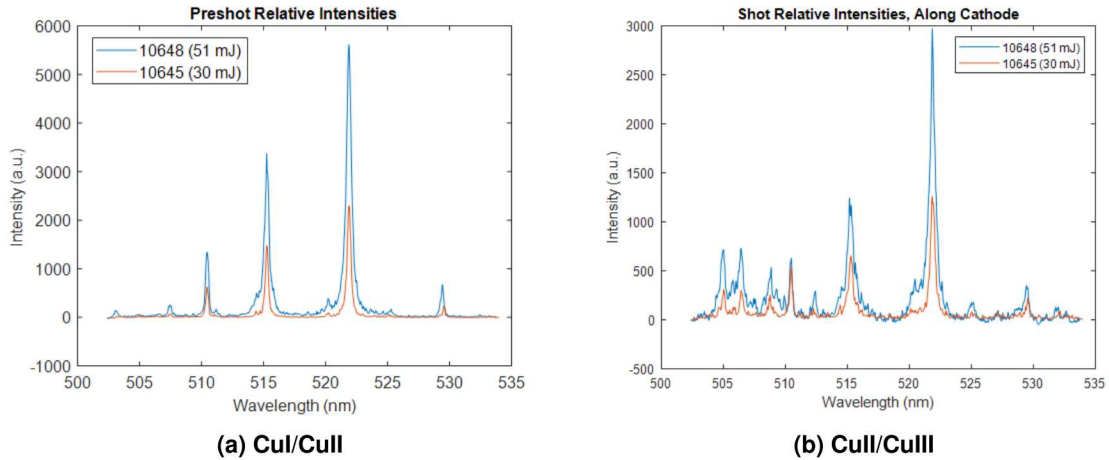 Preshot Relative Intensities
6000
5000
4000
3000
2000
1000
0
-1000
Intensity (a.u.)
10648 (51 mJ)
10645 (30 mJ)
500
505
510
515
520
525
530
535
Wavelength (nm)
(a) CuI/CuII
Shot Relative Intensities, Along Cathode
3000
2500
2000
1500
1000
500
0
-500
Intensity (a.u.)
10648 (51 mJ)
10645 (30 mJ)
500
505
510
515
520
525
530
535
Wavelength (nm)
(b) CuII/CuIII